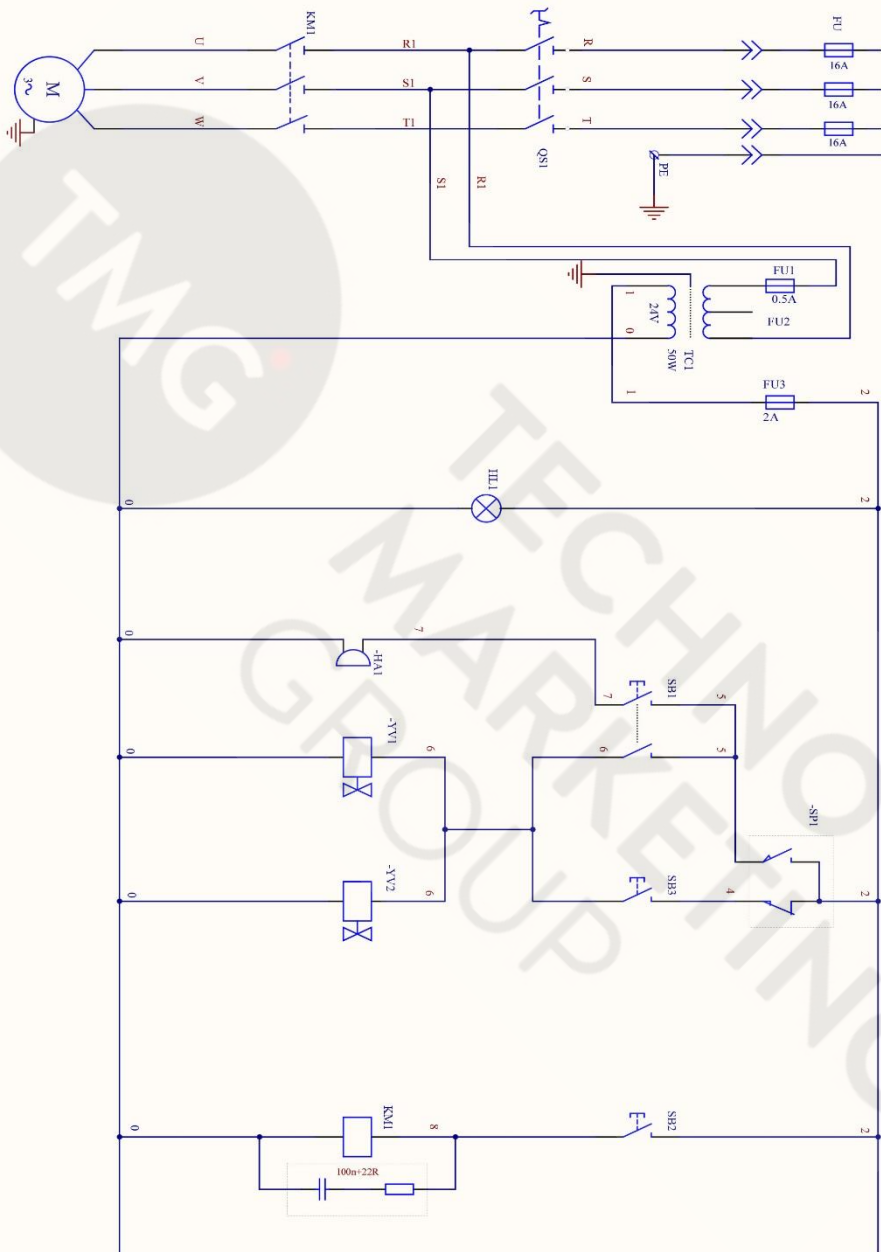 KM1
FU
U
R1
R
16A
V
S1
S
16A
W
T1
T
16A
M
3~
QS1
PE
S1
R1
FU1
0.5A
FU2
1
24V
0
50W
TC1
1
FU3
2A
2
0
HL1
2
0
-HA1
7
7
SB1
5
0
-YV1
6
6
5
-SP1
0
-YV2
6
SB3
4
2
0
KM1
8
SB2
2
100n+22R
TMG
TECHNO
MARKETING
GROUP